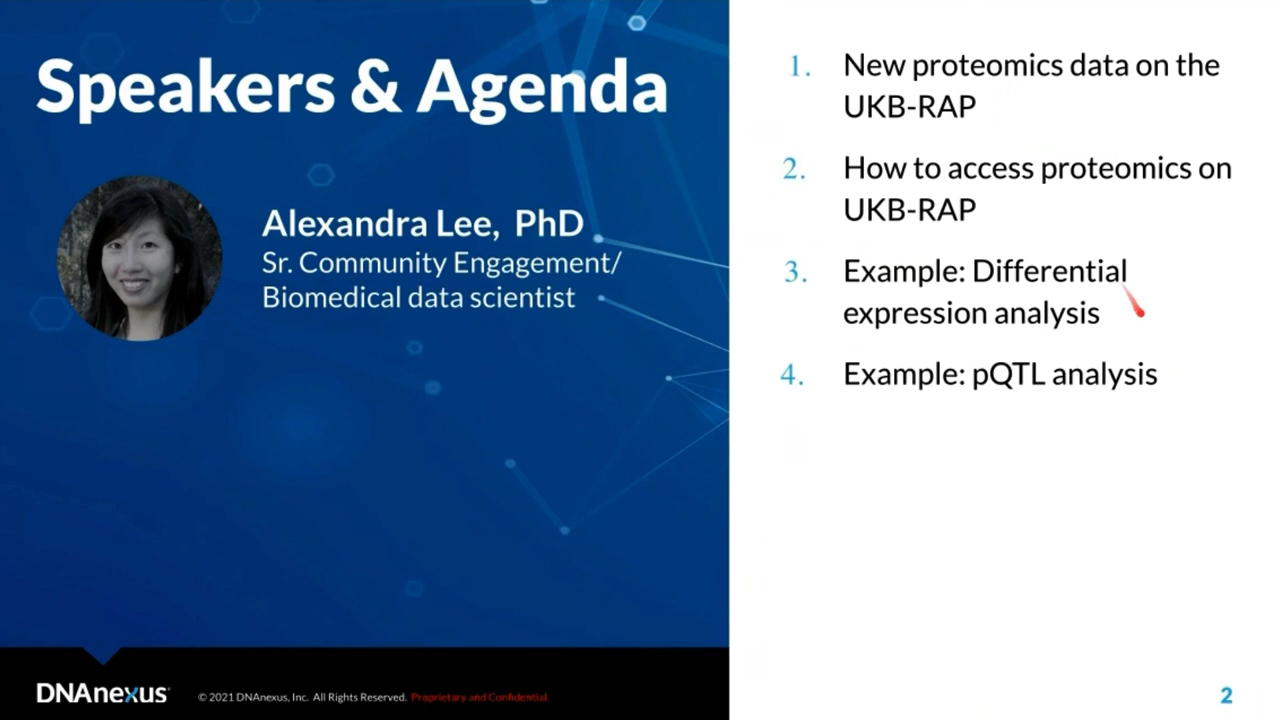 Speakers & Agenda
Alexandra Lee, PhD
Sr. Community Engagement/
Biomedical data scientist
1. New proteomics data on the
UKB-RAP
2. How to access proteomics on
UKB-RAP
3. Example: Differential
expression analysis
4. Example: pQTL analysis
DNAnexus
© 2021 DNAnexus, Inc. All Rights Reserved. Proprietary and Confidential.
2